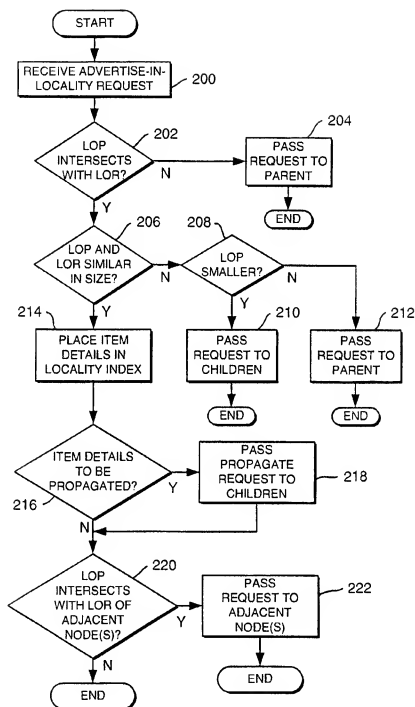 START
RECEIVE ADVERTISE-IN-
LOCALITY REQUEST
200
202
LOP
INTERSECTS
WITH LOR?
N
Y
204
PASS
REQUEST TO
PARENT
END
206
LOP AND
LOR SIMILAR
IN SIZE?
N
Y
208
LOP
SMALLER?
N
Y
214
PLACE ITEM
DETAILS IN
LOCALITY INDEX
210
PASS
REQUEST TO
CHILDREN
END
212
PASS
REQUEST TO
PARENT
END
ITEM DETAILS
TO BE
PROPAGATED?
216
Y
N
PASS
PROPAGATE
REQUEST TO
CHILDREN
218
220
LOP
INTERSECTS
WITH LOR OF
ADJACENT
NODE(S)?
Y
N
PASS
REQUEST TO
ADJACENT
NODE(S)
222
END
END